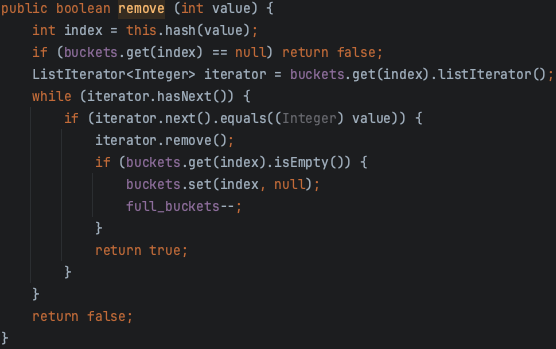 public boolean remove (int value) {
    int index = this.hash(value);
    if (buckets.get(index) == null) return false;
    ListIterator<Integer> iterator = buckets.get(index).listIterator();
    while (iterator.hasNext()) {
        if (iterator.next().equals((Integer) value)) {
            iterator.remove();
            if (buckets.get(index).isEmpty()) {
                buckets.set(index, null);
                full_buckets--;
            }
            return true;
        }
    }
    return false;
}